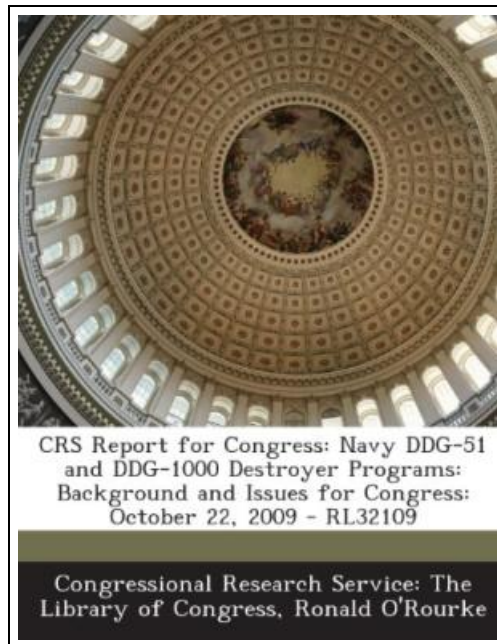 CRS Report for Congress: Navy DDG-51
and DDG-1000 Destroyer Programs:
Background and Issues for Congress:
October 22, 2009 - RL32109
Congressional Research Service: The
Library of Congress, Ronald O'Rourke